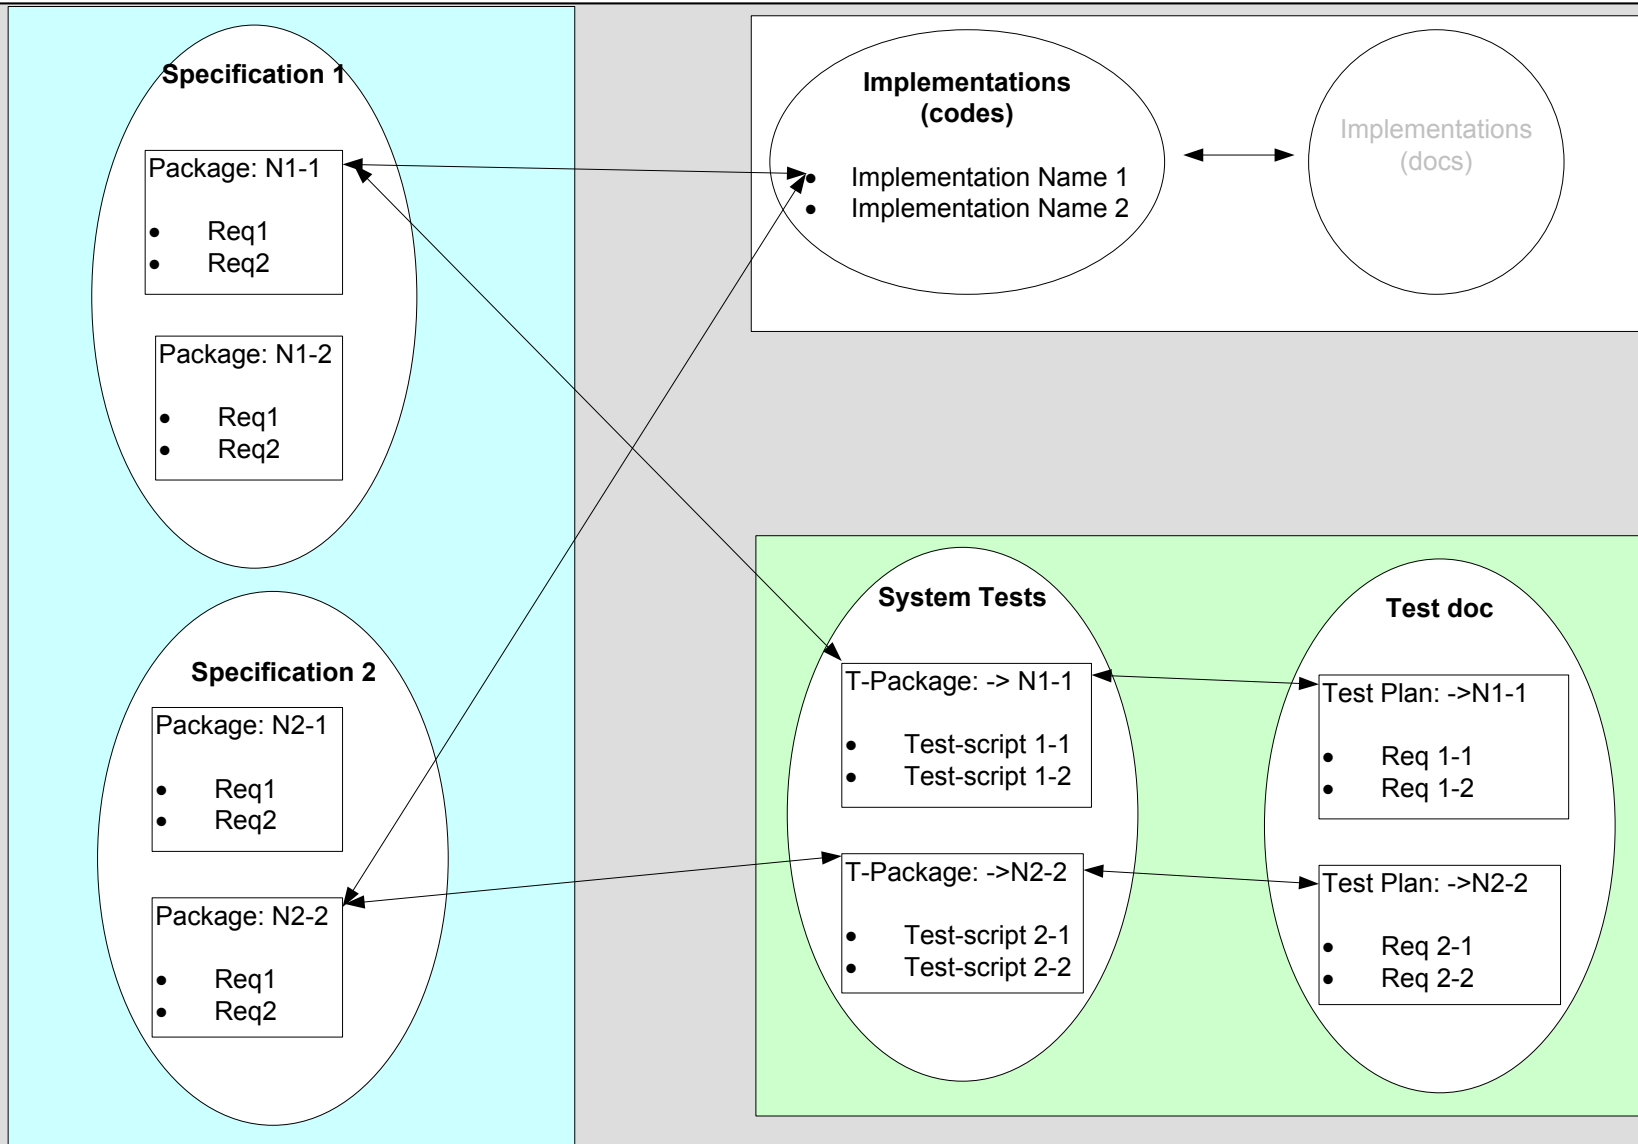 Specification 1
Package: N1-1
• Req1
• Req2
Package: N1-2
• Req1
• Req2
Specification 2
Package: N2-1
• Req1
• Req2
Package: N2-2
• Req1
• Req2
Implementations
(codes)
• Implementation Name 1
• Implementation Name 2
Implementations
(docs)
System Tests
T-Package: -> N1-1
• Test-script 1-1
• Test-script 1-2
T-Package: ->N2-2
• Test-script 2-1
• Test-script 2-2
Test doc
Test Plan: ->N1-1
• Req 1-1
• Req 1-2
Test Plan: ->N2-2
• Req 2-1
• Req 2-2